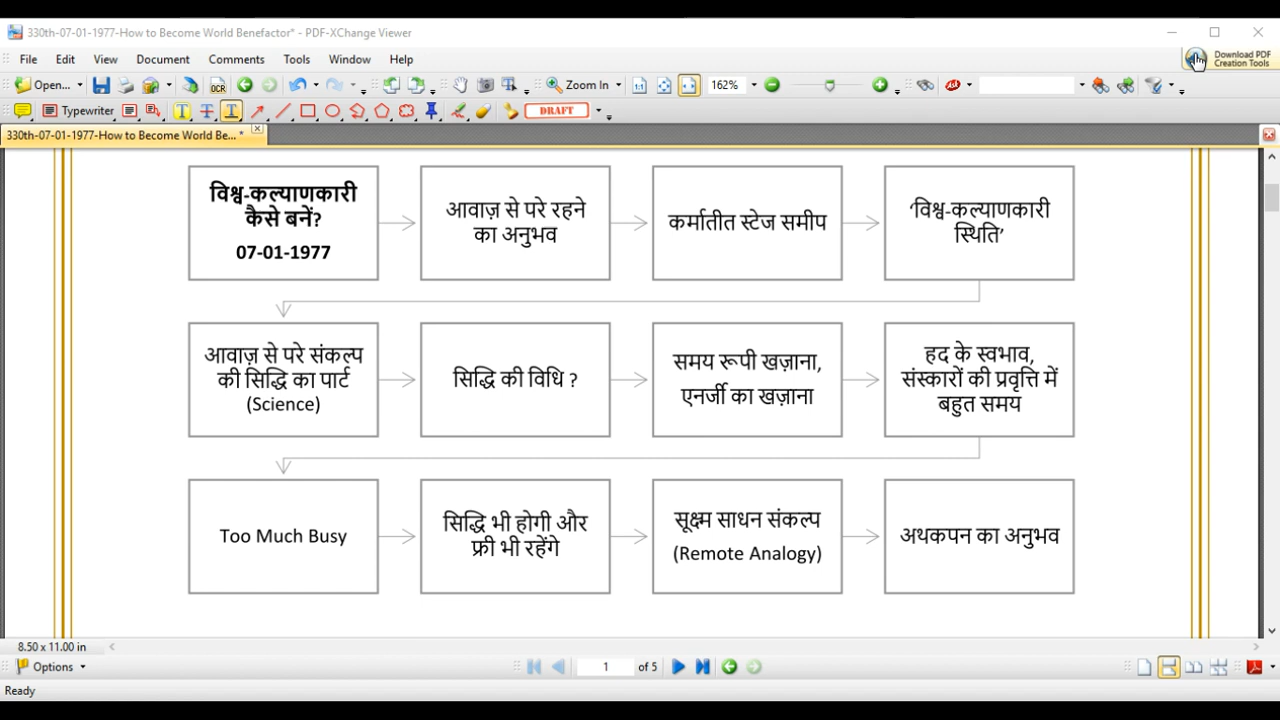 330th-07-01-1977-How to Become World Benefactor* - PDF-XChange Viewer
File Edit View Document Comments Tools Window Help
Download PDF
Creation Tools
Open...
OCR
Zoom In
1:1
162%
Typewriter
T T T
DRAFT
330th-07-01-1977-How to Become World Be... *
विश्व-कल्याणकारी
कैसे बनें?
07-01-1977
आवाज़ से परे रहने
का अनुभव
कर्मातीत स्टेज समीप
‘विश्व-कल्याणकारी
स्थिति’
आवाज़ से परे संकल्प
की सिद्धि का पार्ट
(Science)
सिद्धि की विधि ?
समय रूपी खज़ाना,
एनर्जी का खज़ाना
हद के स्वभाव,
संस्कारों की प्रवृत्ति में
बहुत समय
Too Much Busy
सिद्धि भी होगी और
फ्री भी रहेंगे
सूक्ष्म साधन संकल्प
(Remote Analogy)
अथकपन का अनुभव
8.50 x 11.00 in
Options
1 of 5
Ready